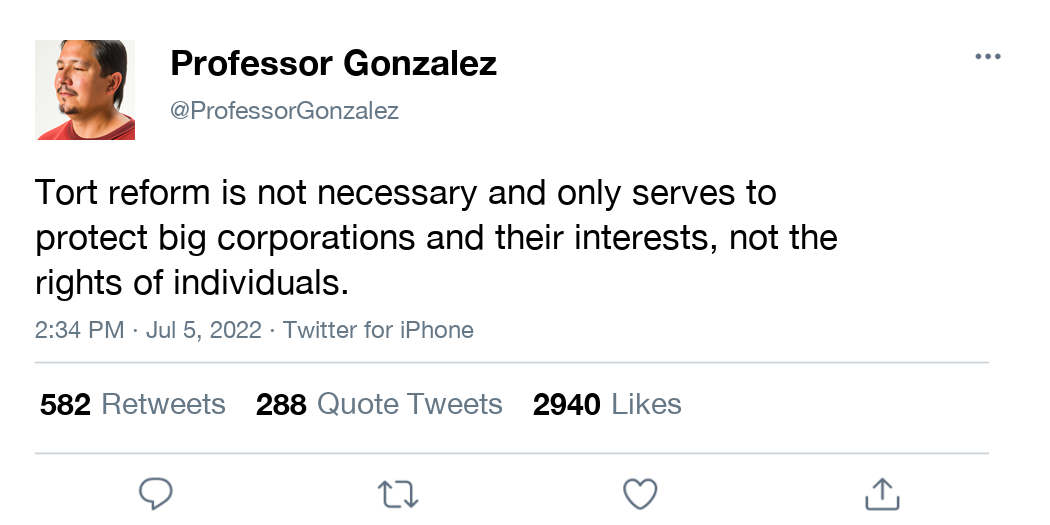 Professor Gonzalez
@ProfessorGonzalez
Tort reform is not necessary and only serves to
protect big corporations and their interests, not the
rights of individuals.
2:34 PM · Jul 5, 2022 · Twitter for iPhone
582 Retweets 288 Quote Tweets 2940 Likes